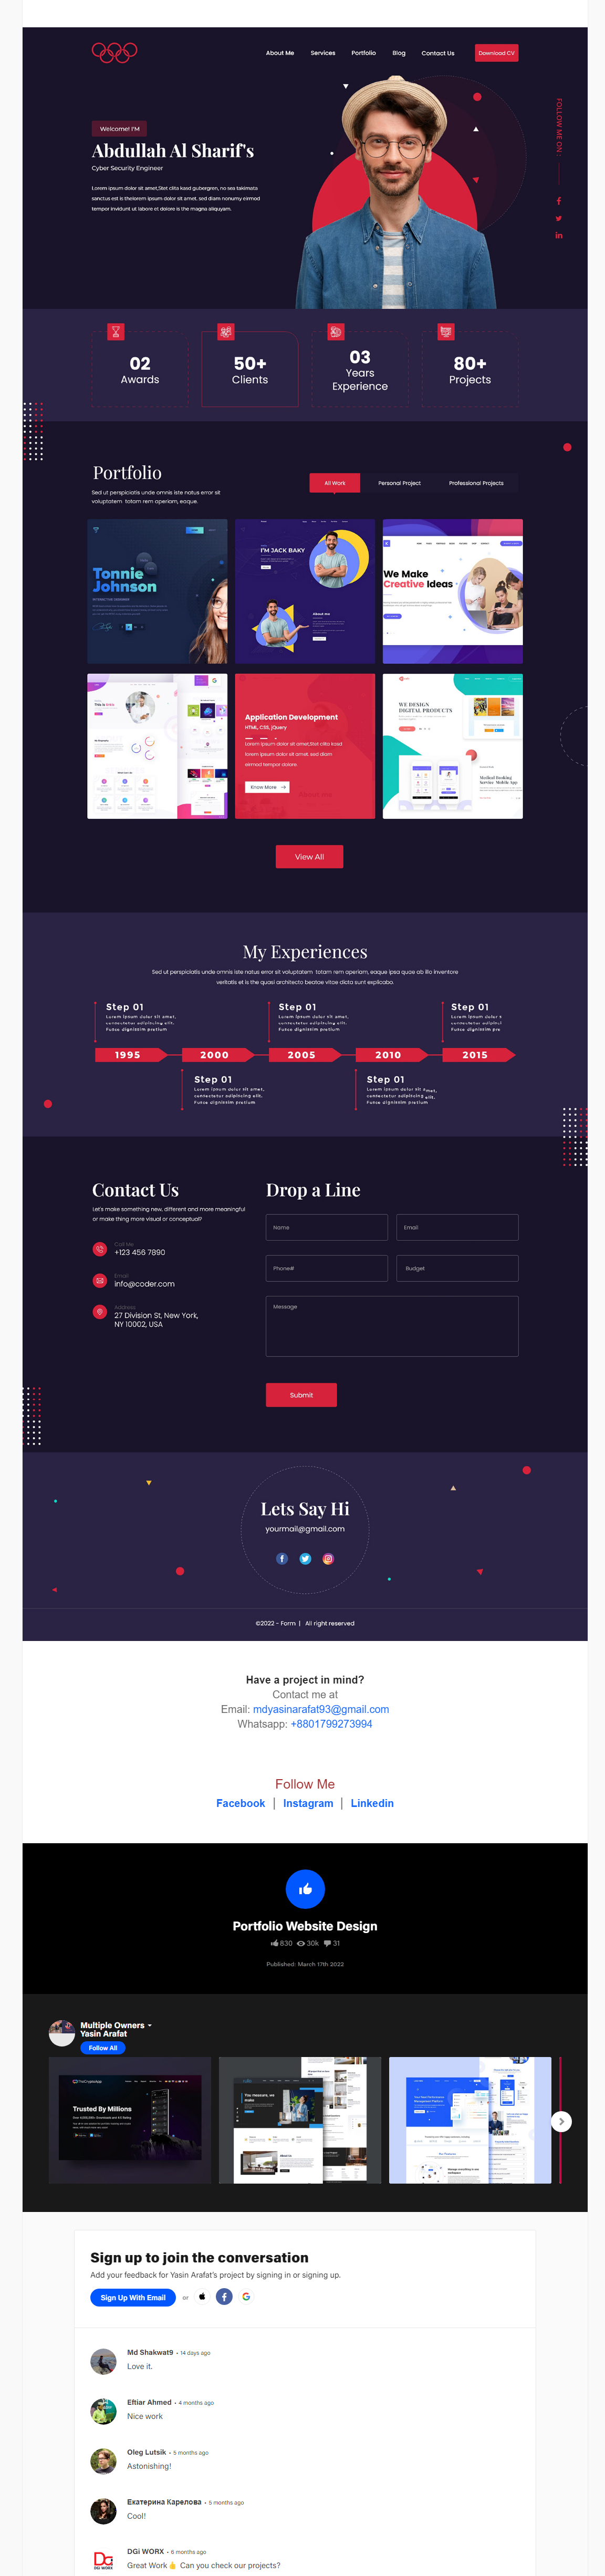 About Me
Services
Portfolio
Blog
Contact Us
Download CV
FOLLOW ME ON :
Welcome! I'M
Abdullah Al Sharif's
Cyber Security Engineer
Lorem ipsum dolor sit amet,Stet clita kasd gubergren, no sea takimata
sanctus est is thelorem ipsum dolor sit amet, sed diam nonumy eirmod
tempor invidunt ut labore et dolore is the magna aliquyam.
02
Awards
50+
Clients
03
Years
Experience
80+
Projects
Portfolio
Sed ut perspiciatis unde omnis iste natus error sit
voluptatem totam rem aperiam, eaque.
All Work
Personal Project
Professional Projects
Tonnie
Johnson
I'M JACK BAKY
About me
We Make
Creative Ideas
Application Development
HTML, CSS, jQuery
Lorem ipsum dolor sit amet,Stet clita kasd
lorem ipsum dolor sit amet, sed diam
eirmod tempor dolore.
Know More
WE DESIGN
DIGITAL PRODUCTS
Medical Booking
Service Mobile App
View All
My Experiences
Sed ut perspiciatis unde omnis iste natus error sit voluptatem totam rem aperiam, eaque ipsa quae ab illo inventore
veritatis et is the quasi architecto beatae vitae dicta sunt explicabo.
Step 01
Lorem ipsum dolor sit amet,
consectetur adipiscing elit.
Fusce dignissim pretium
Step 01
Lorem ipsum dolor sit amet,
consectetur adipiscing elit.
Fusce dignissim pretium
Step 01
Lorem ipsum dolor sit
consectetur adipiscing
Fusce dignissim pre
1995
2000
2005
2010
2015
Step 01
Lorem ipsum dolor sit amet,
consectetur adipiscing elit.
Fusce dignissim pretium
Step 01
Lorem ipsum dolor sit amet,
consectetur adipiscing elit.
Fusce dignissim pretium
Contact Us
Let's make something new, different and more meaningful
or make thing more visual or conceptual?
Call Me
+123 456 7890
Email
info@coder.com
Address
27 Division St, New York,
NY 10002, USA
Drop a Line
Name
Email
Phone#
Budget
Message
Submit
Lets Say Hi
yourmail@gmail.com
©2022 - Form | All right reserved
Have a project in mind?
Contact me at
Email: mdyasinarafat93@gmail.com
Whatsapp: +8801799273994
Follow Me
Facebook | Instagram | Linkedin
Portfolio Website Design
830 30k 31
Published: March 17th 2022
Multiple Owners
Yasin Arafat
Follow All
Trusted By Millions
You measure, we
make
Sign up to join the conversation
Add your feedback for Yasin Arafat's project by signing in or signing up.
Sign Up With Email
or
Md Shakwat9 • 14 days ago
Love it.
Eftiar Ahmed • 4 months ago
Nice work
Oleg Lutsik • 5 months ago
Astonishing!
Екатерина Карелова • 5 months ago
Cool!
DGi WORX • 6 months ago
Great Work 👍 Can you check our projects?